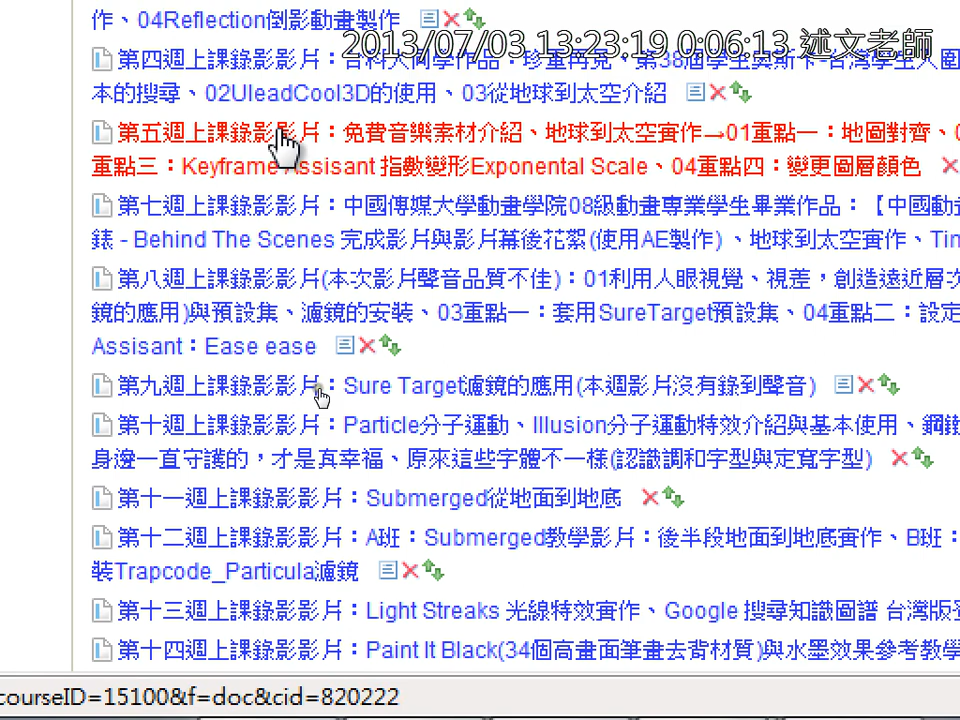 作、04Reflection倒影動畫製作
2013/07/03 13:23:19 0:06:13 述文老師
第四週上課錄影影片：百科大同學作品：珍重再見、第38屆學生奧斯卡 台灣學生入圍
本的搜尋、02UleadCool3D的使用、03從地球到太空介紹
第五週上課錄影影片：免費音樂素材介紹、地球到太空實作→01重點一：地圖對齊、0
重點三：Keyframe Assisant 指數變形Exponental Scale、04重點四：變更圖層顏色
第七週上課錄影影片：中國傳媒大學動畫學院08級動畫專業學生畢業作品：【中國動
錶 - Behind The Scenes 完成影片與影片幕後花絮(使用AE製作) 、地球到太空實作、Tim
第八週上課錄影影片(本次影片聲音品質不佳)：01利用人眼視覺、視差，創造遠近層次
鏡的應用)與預設集、濾鏡的安裝、03重點一：套用SureTarget預設集、04重點二：設定
Assisant：Ease ease
第九週上課錄影影片：Sure Target濾鏡的應用(本週影片沒有錄到聲音)
第十週上課錄影影片：Particle分子運動、Illusion分子運動特效介紹與基本使用、鋼鐵
身邊一直守護的，才是真幸福、原來這些字體不一樣(認識調和字型與定寬字型)
第十一週上課錄影影片：Submerged從地面到地底
第十二週上課錄影影片：A班：Submerged教學影片：後半段地面到地底實作、B班：
裝Trapcode_Particula濾鏡
第十三週上課錄影影片：Light Streaks 光線特效實作、Google 搜尋知識圖譜 台灣版
第十四週上課錄影影片：Paint It Black(34個高畫面筆畫去背材質)與水墨效果參考教學
courseID=15100&f=doc&cid=820222